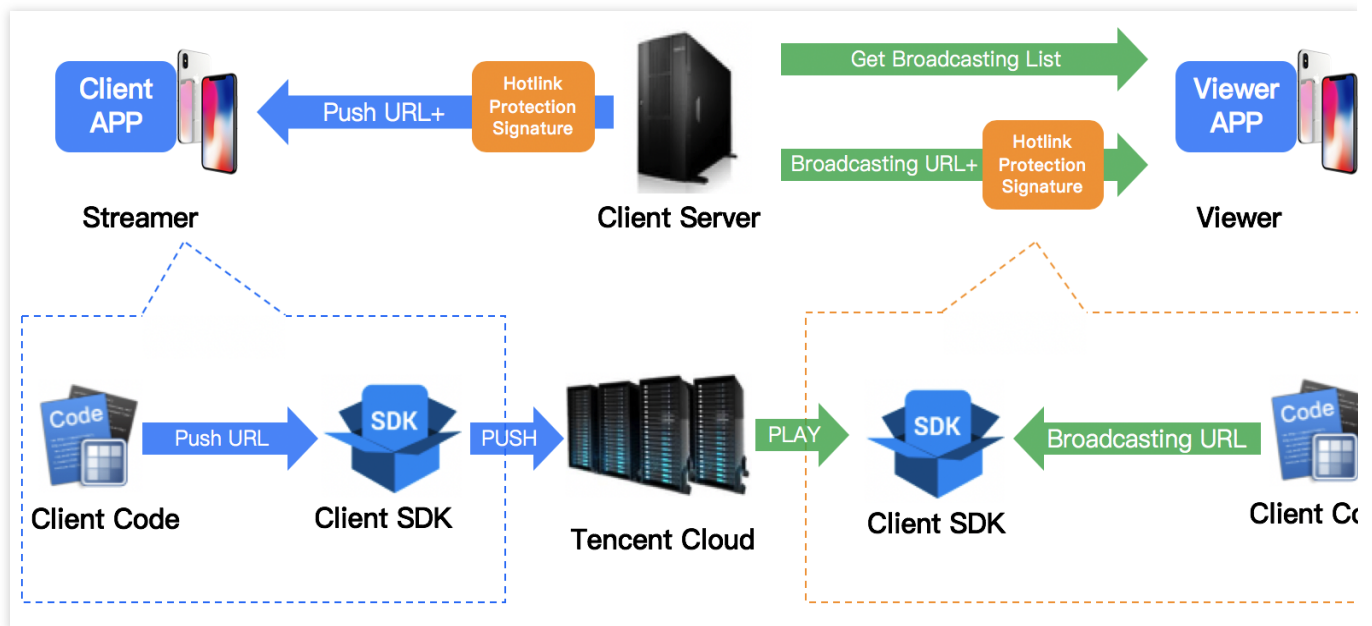 Client
APP
Push URL+
Hotlink
Protection
Signature
Get Broadcasting List
Broadcasting URL+
Hotlink
Protection
Signature
Viewer
APP
Streamer
Client Server
Viewer
Code
Push URL
SDK
PUSH
PLAY
SDK
Broadcasting URL
Code
Client Code
Client SDK
Tencent Cloud
Client SDK
Client Co